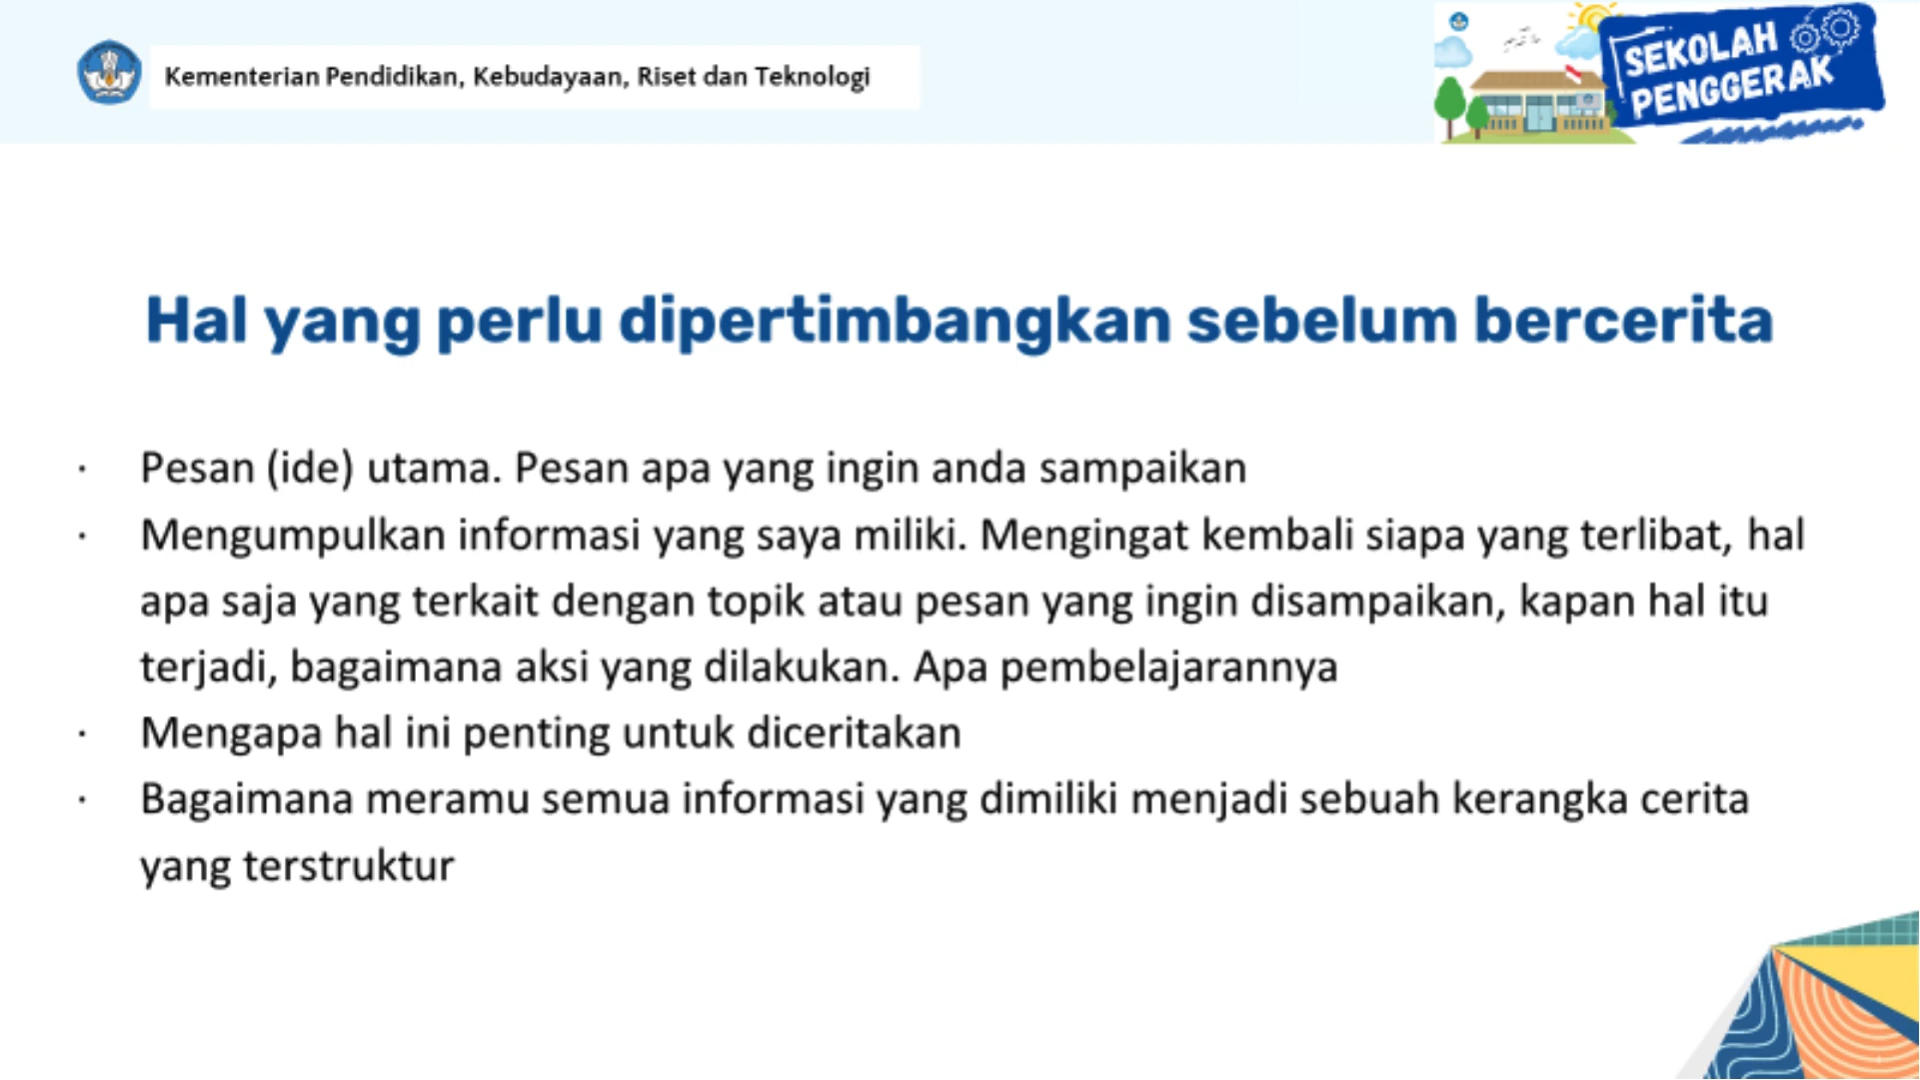 Kementerian Pendidikan, Kebudayaan, Riset dan Teknologi
SEKOLAH
PENGGERAK
Hal yang perlu dipertimbangkan sebelum bercerita
· Pesan (ide) utama. Pesan apa yang ingin anda sampaikan
· Mengumpulkan informasi yang saya miliki. Mengingat kembali siapa yang terlibat, hal
apa saja yang terkait dengan topik atau pesan yang ingin disampaikan, kapan hal itu
terjadi, bagaimana aksi yang dilakukan. Apa pembelajarannya
· Mengapa hal ini penting untuk diceritakan
· Bagaimana meramu semua informasi yang dimiliki menjadi sebuah kerangka cerita
yang terstruktur